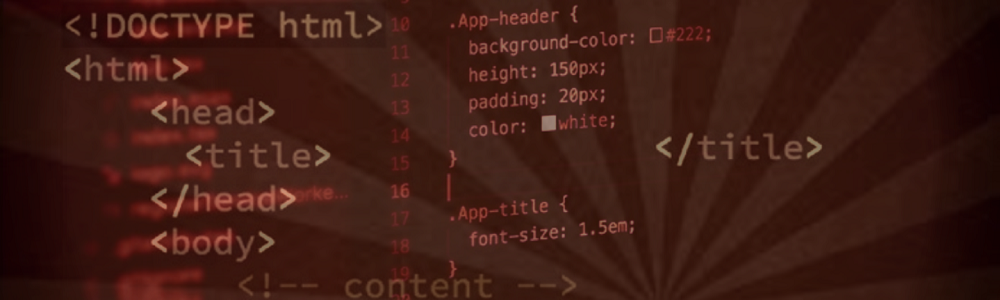 <!DOCTYPE html>
<html>
<head>
<title>
</title>
</head>
<body>
<!-- content -->
10 .App-header {
11 background-color: #222;
12 height: 150px;
13 padding: 20px;
14 color: white;
15 }
16
17 .App-title {
18 font-size: 1.5em;
19 }